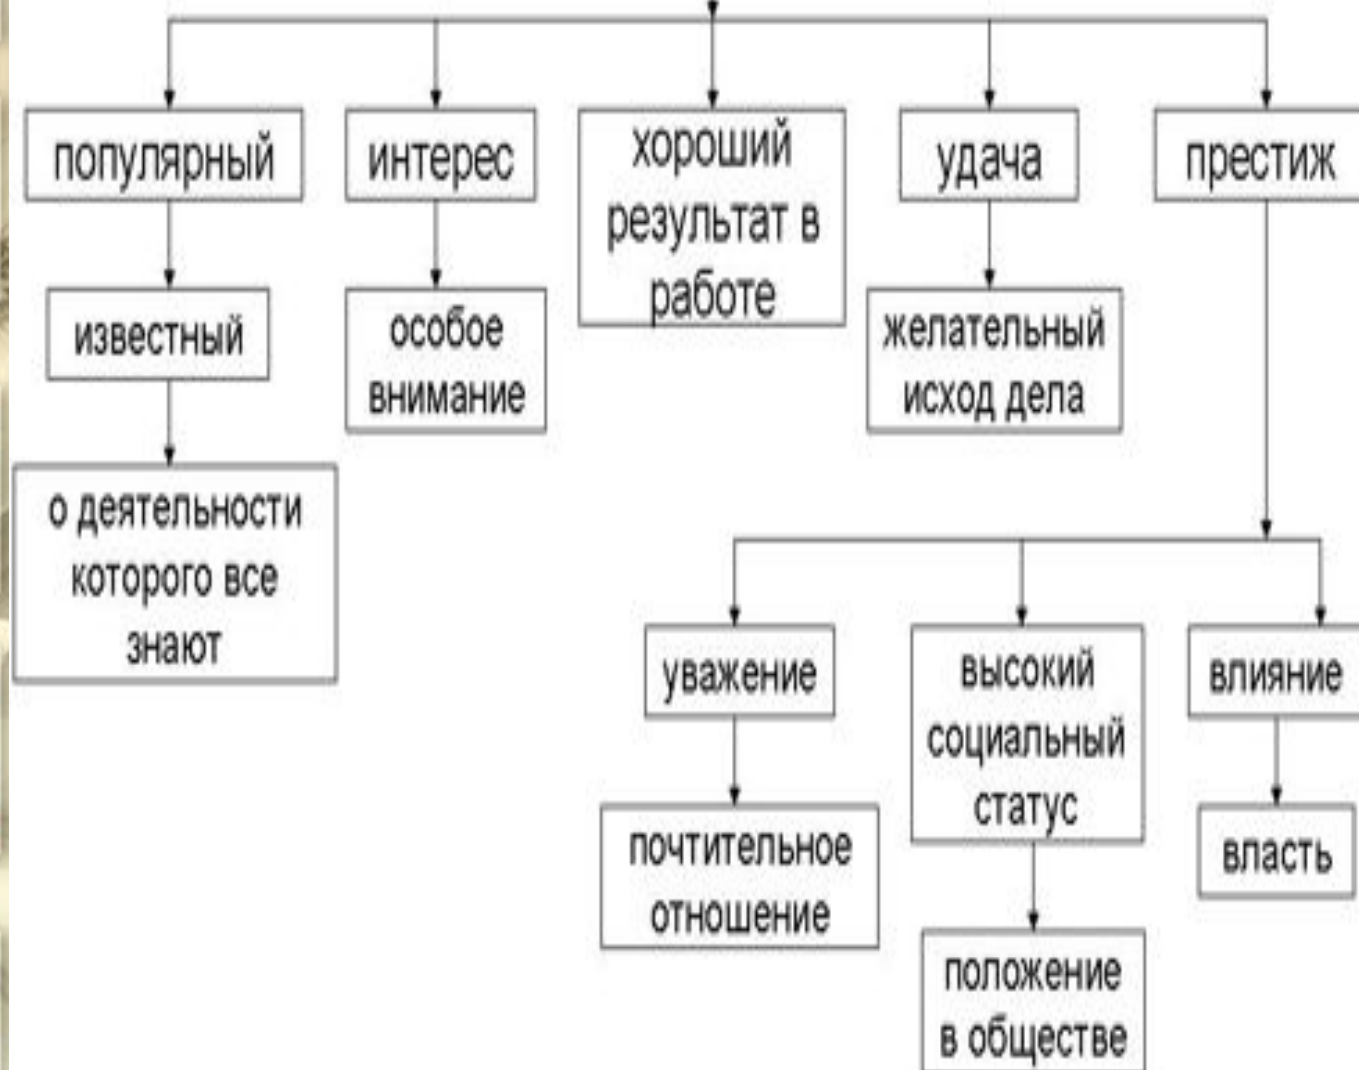 популярный
интерес
хороший
результат в
работе
удача
престиж
известный
особое
внимание
желательный
исход дела
о деятельности
которого все
знают
уважение
высокий
социальный
статус
влияние
почтительное
отношение
власть
положение
в обществе